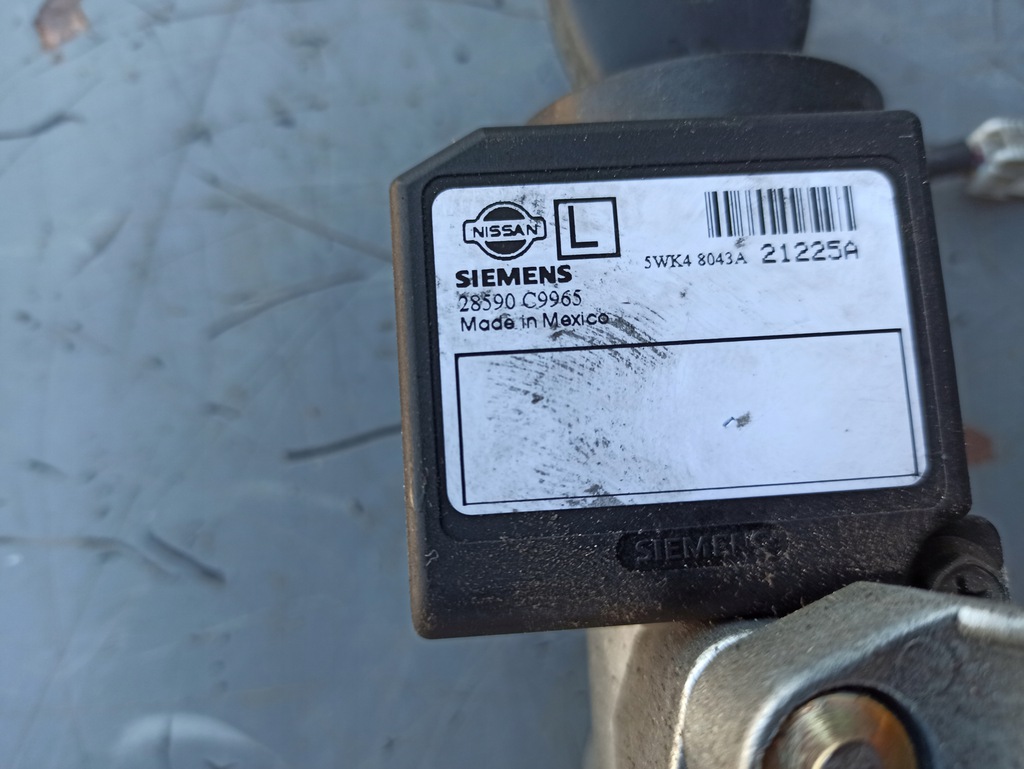 NISSAN L
SIEMENS
5WK4 8043A 21225A
28590 C9965
Made in Mexico
SIEMENS